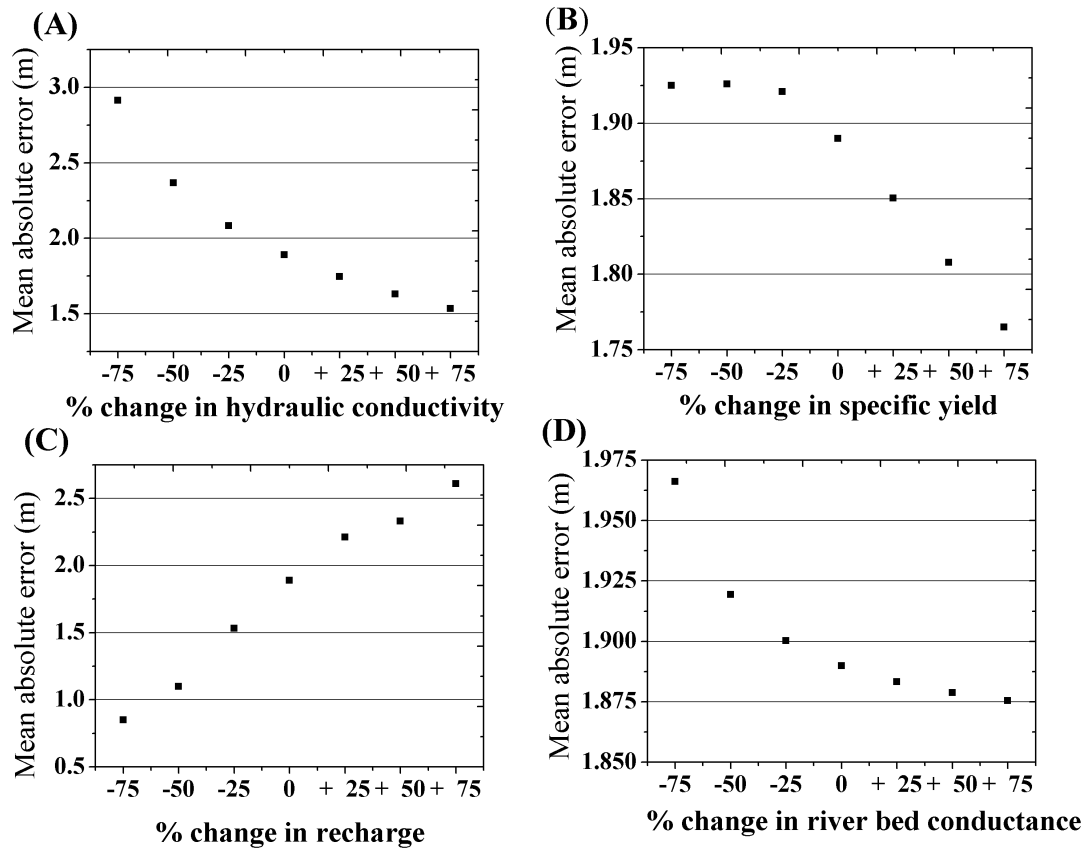 (A)
Mean absolute error (m)
3.0
2.5
2.0
1.5
-75 -50 -25 0 + 25 + 50 + 75
% change in hydraulic conductivity
(B)
Mean absolute error (m)
1.95
1.90
1.85
1.80
1.75
-75 -50 -25 0 + 25 + 50 + 75
% change in specific yield
(C)
Mean absolute error (m)
2.5
2.0
1.5
1.0
0.5
-75 -50 -25 0 + 25 + 50 + 75
% change in recharge
(D)
Mean absolute error (m)
1.975
1.950
1.925
1.900
1.875
1.850
-75 -50 -25 0 + 25 + 50 + 75
% change in river bed conductance